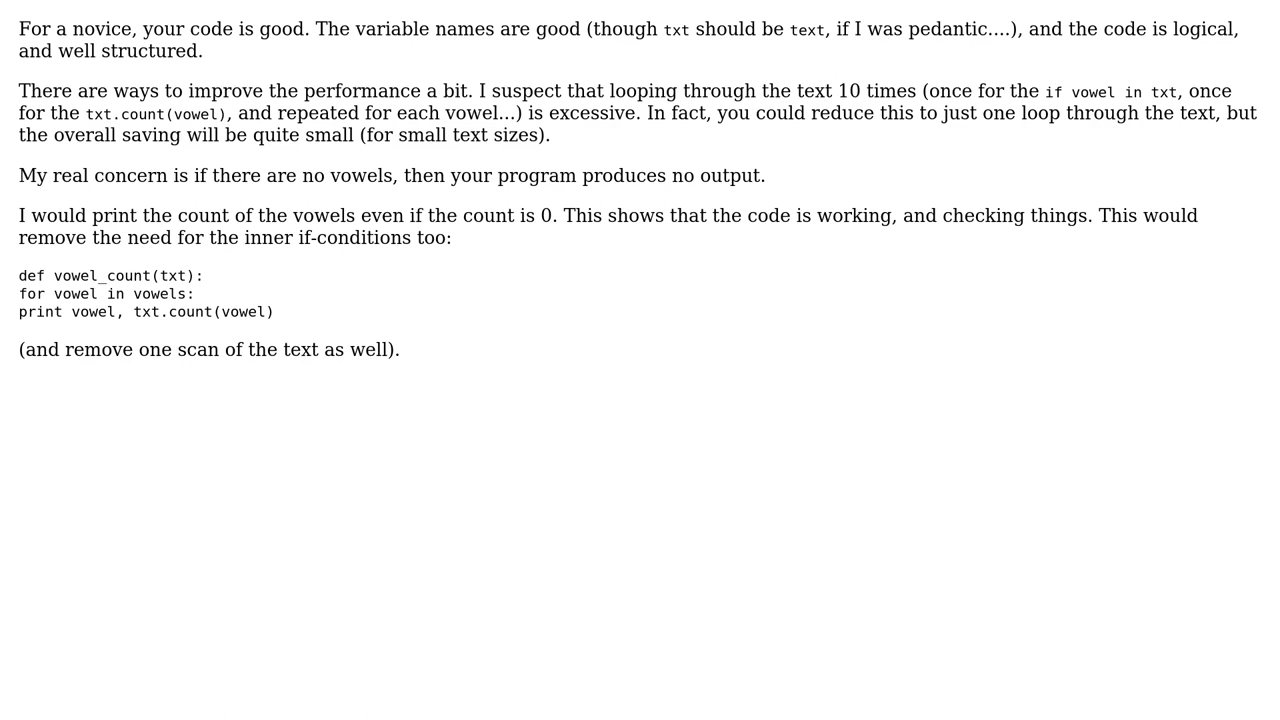 For a novice, your code is good. The variable names are good (though txt should be text, if I was pedantic....), and the code is logical,
and well structured.
There are ways to improve the performance a bit. I suspect that looping through the text 10 times (once for the if vowel in txt, once
for the txt.count(vowel), and repeated for each vowel...) is excessive. In fact, you could reduce this to just one loop through the text, but
the overall saving will be quite small (for small text sizes).
My real concern is if there are no vowels, then your program produces no output.
I would print the count of the vowels even if the count is 0. This shows that the code is working, and checking things. This would
remove the need for the inner if-conditions too:
def vowel_count(txt):
for vowel in vowels:
print vowel, txt.count(vowel)
(and remove one scan of the text as well).